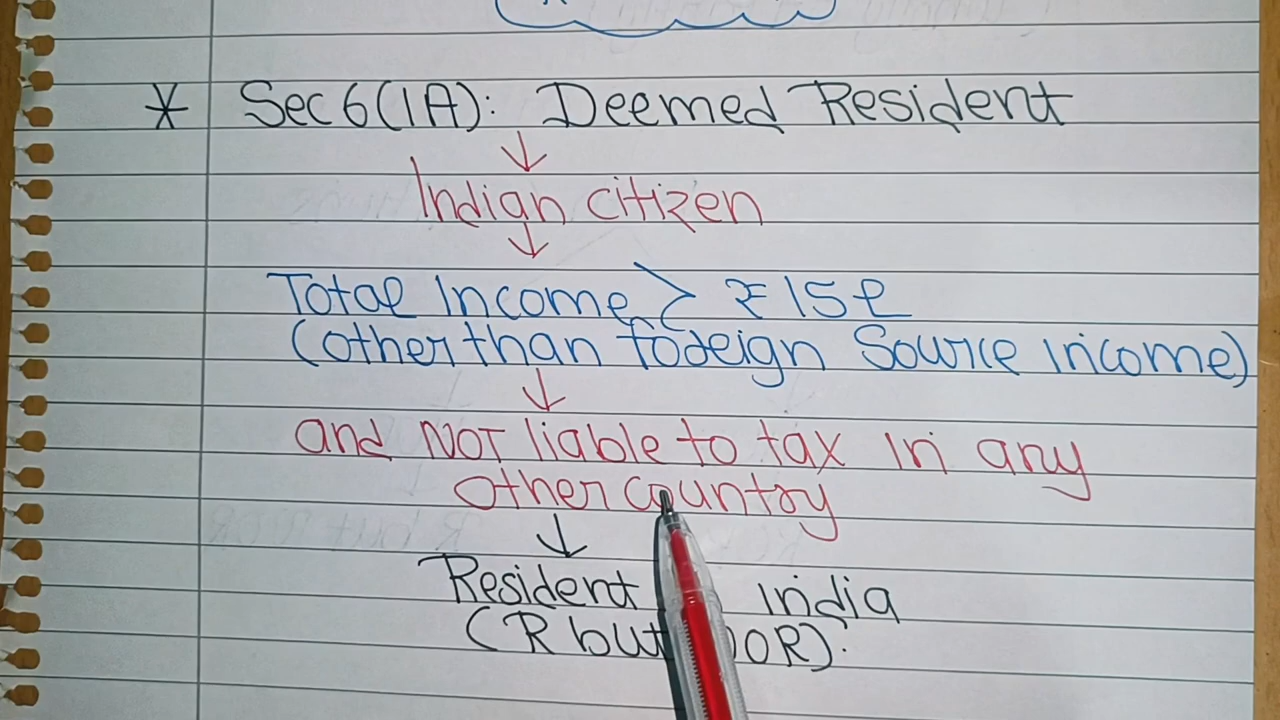 * Sec 6(1A): Deemed Resident
↓
Indian citizen
↓
Total Income > ₹ 15 l
(other than foreign Source income)
↓
and NOT liable to tax in any
other country
↓
Resident India
(R but OR).